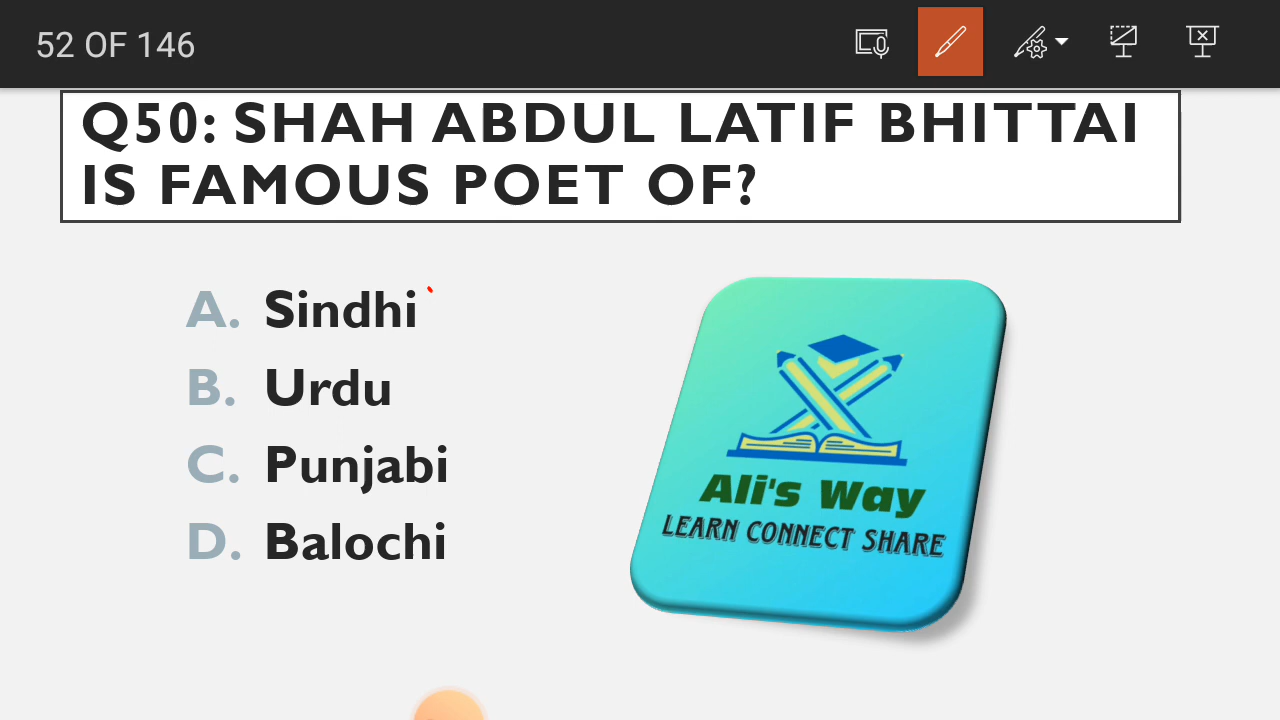 52 OF 146
Q50: SHAH ABDUL LATIF BHITTAI
IS FAMOUS POET OF?
A. Sindhi
B. Urdu
C. Punjabi
D. Balochi
Ali's Way
LEARN CONNECT SHARE